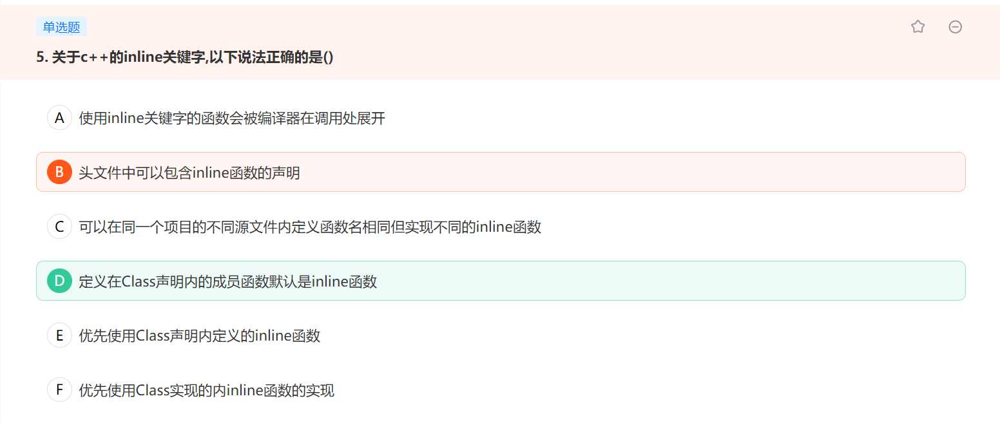 单选题
5. 关于c++的inline关键字,以下说法正确的是()
A 使用inline关键字的函数会被编译器在调用处展开
B 头文件中可以包含inline函数的声明
C 可以在同一个项目的不同源文件内定义函数名相同但实现不同的inline函数
D 定义在Class声明内的成员函数默认是inline函数
E 优先使用Class声明内定义的inline函数
F 优先使用Class实现的内inline函数的实现